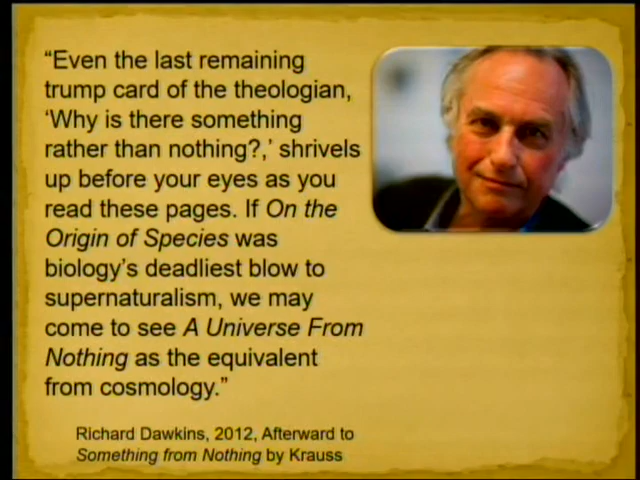 “Even the last remaining
trump card of the theologian,
‘Why is there something
rather than nothing?,’ shrivels
up before your eyes as you
read these pages. If On the
Origin of Species was
biology’s deadliest blow to
supernaturalism, we may
come to see A Universe From
Nothing as the equivalent
from cosmology.”
Richard Dawkins, 2012, Afterward to
Something from Nothing by Krauss